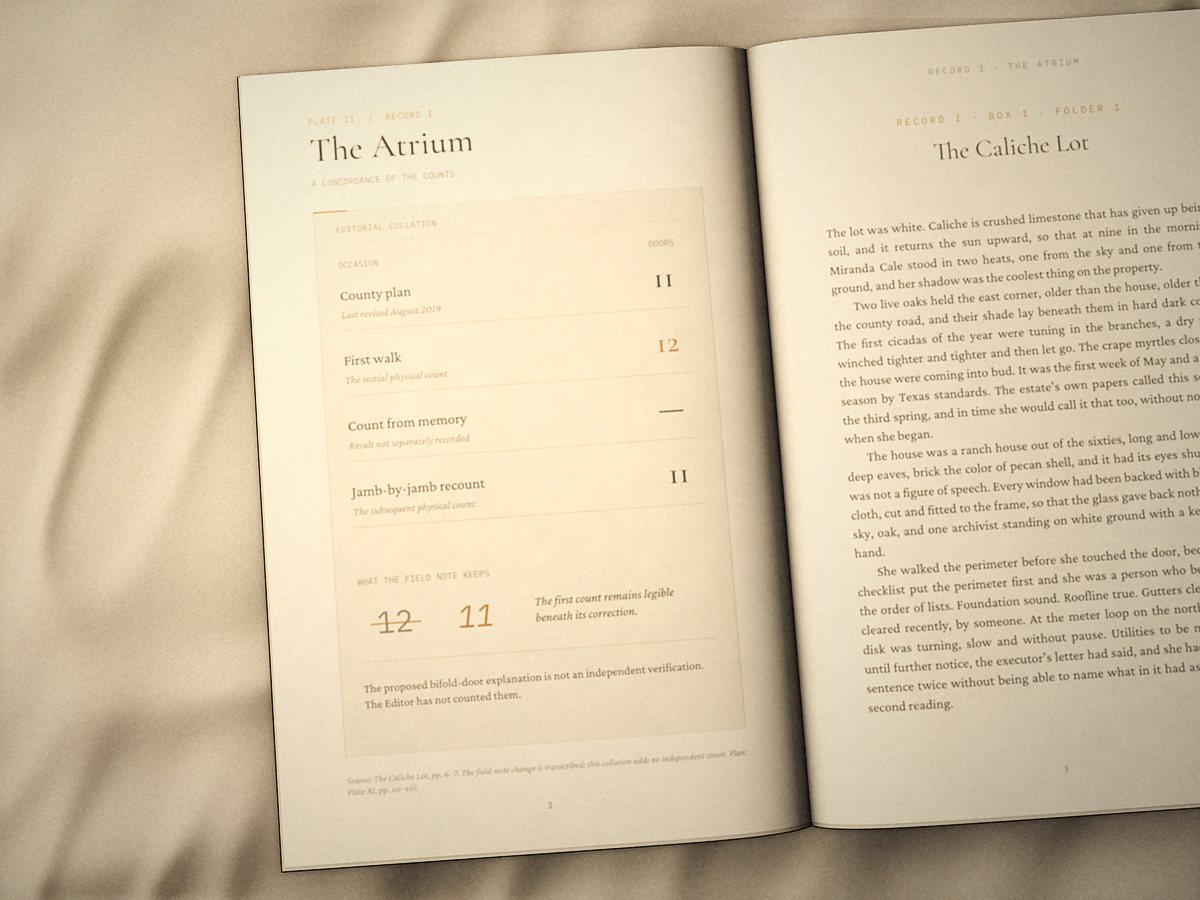 PLATE II / RECORD I
The Atrium
A CONCORDANCE OF THE COUNTS
EDITORIAL COLLATION
OCCASION DOORS
County plan 11
Last revised August 2019
First walk 12
The initial physical count
Count from memory —
Result not separately recorded
Jamb-by-jamb recount 11
The subsequent physical count
WHAT THE FIELD NOTE KEEPS
12 11
The first count remains legible
beneath its correction.
The proposed bifold-door explanation is not an independent verification.
The Editor has not counted them.
Source: The Caliche Lot, pp. 6–7. The field-note change is transcribed; this collation adds no independent count. Plan:
Plate XI, pp. xii–xiii.
2
RECORD I · THE ATRIUM
RECORD I · BOX 1 · FOLDER 1
The Caliche Lot
The lot was white. Caliche is crushed limestone that has given up
soil, and it returns the sun upward, so that at nine in the
Miranda Cale stood in two heats, one from the sky and one from
ground, and her shadow was the coolest thing on the property.
Two live oaks held the east corner, older than the house, older
the county road, and their shade lay beneath them in hard dark
The first cicadas of the year were tuning in the branches, a dry
winched tighter and tighter and then let go. The crape myrtles
the house were coming into bud. It was the first week of May and
season by Texas standards. The estate's own papers called this
the third spring, and in time she would call it that too, without
when she began.
The house was a ranch house out of the sixties, long and
deep eaves, brick the color of pecan shell, and it had its eyes
was not a figure of speech. Every window had been backed with
cloth, cut and fitted to the frame, so that the glass gave back
sky, oak, and one archivist standing on white ground with a
hand.
She walked the perimeter before she touched the door,
checklist put the perimeter first and she was a person who
the order of lists. Foundation sound. Roofline true. Gutters
cleared recently, by someone. At the meter loop on the
disk was turning, slow and without pause. Utilities to be
until further notice, the executor's letter had said, and she
sentence twice without being able to name what in it had
second reading.
3